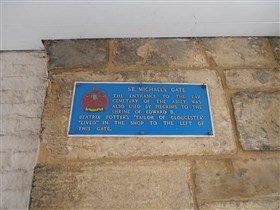 ST. MICHAEL'S GATE
THE ENTRANCE TO THE LAY
CEMETERY OF THE ABBEY WAS
ALSO USED BY PILGRIMS TO THE
SHRINE OF EDWARD II.
BEATRIX POTTER'S "TAILOR OF GLOUCESTER"
"LIVED" IN THE SHOP TO THE LEFT OF
THIS GATE.